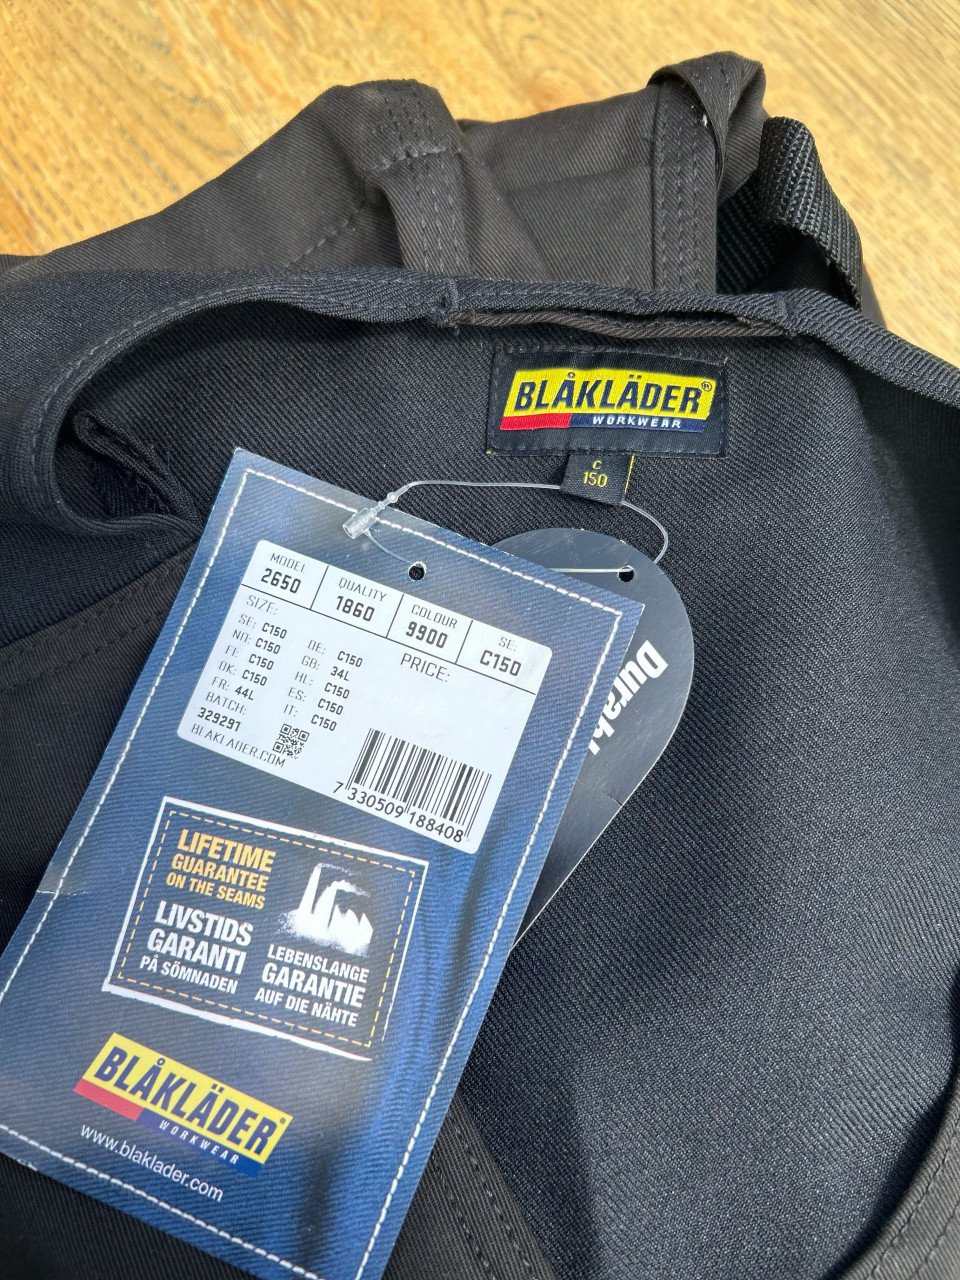 BLÅKLÄDER®
WORKWEAR
C
150
MODEL
2650
QUALITY
1860
COLOUR
9900
SE:
C150
SIZE:
PRICE:
SE: C150
NO: C150
FI: C150
DK: C150
FR: 44L
DE: C150
GB: 34L
NL: C150
ES: C150
IT: C150
BATCH:
329291
BLAKLADER.COM
7 330509 188408
LIFETIME
GUARANTEE
ON THE SEAMS
LIVSTIDS
GARANTI
PÅ SÖMNADEN
LEBENSLANGE
GARANTIE
AUF DIE NÄHTE
BLÅKLÄDER®
WORKWEAR
www.blaklader.com